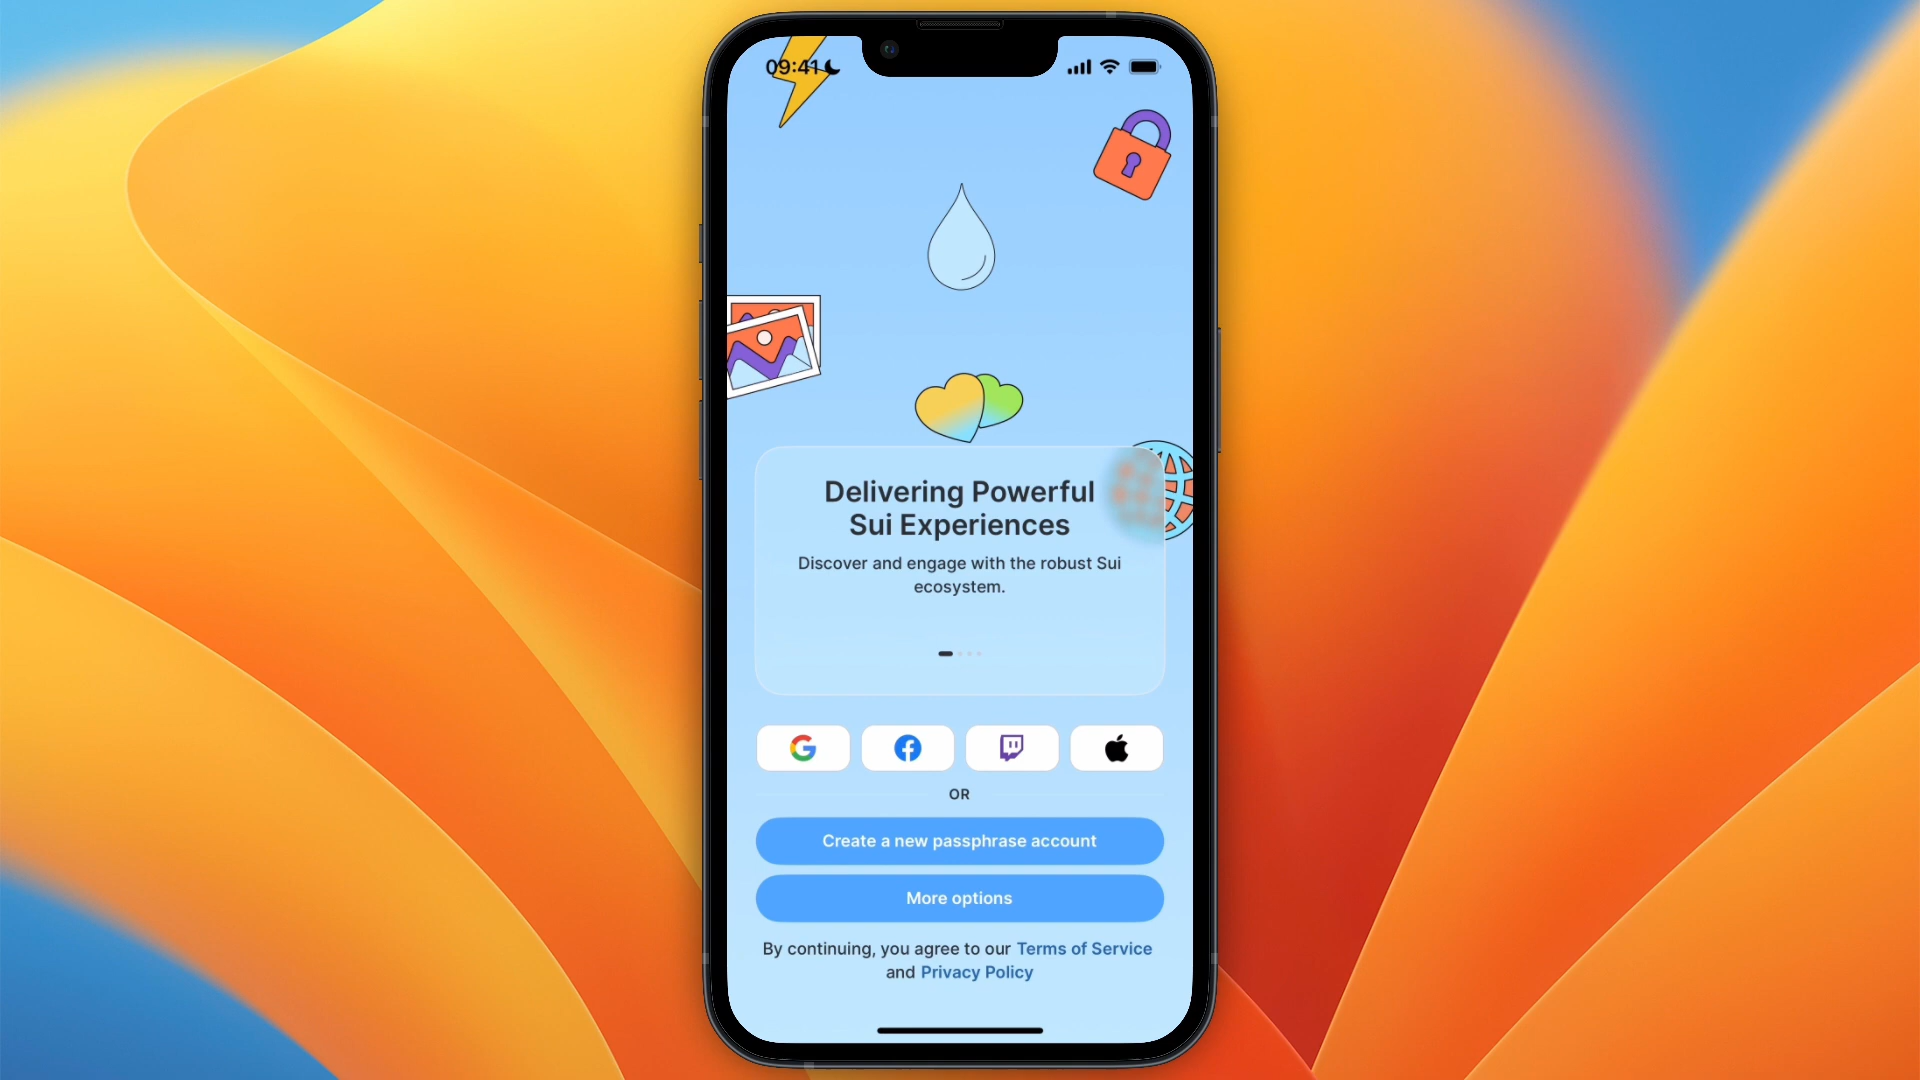 09:41
Delivering Powerful
Sui Experiences
Discover and engage with the robust Sui
ecosystem.
OR
Create a new passphrase account
More options
By continuing, you agree to our Terms of Service
and Privacy Policy